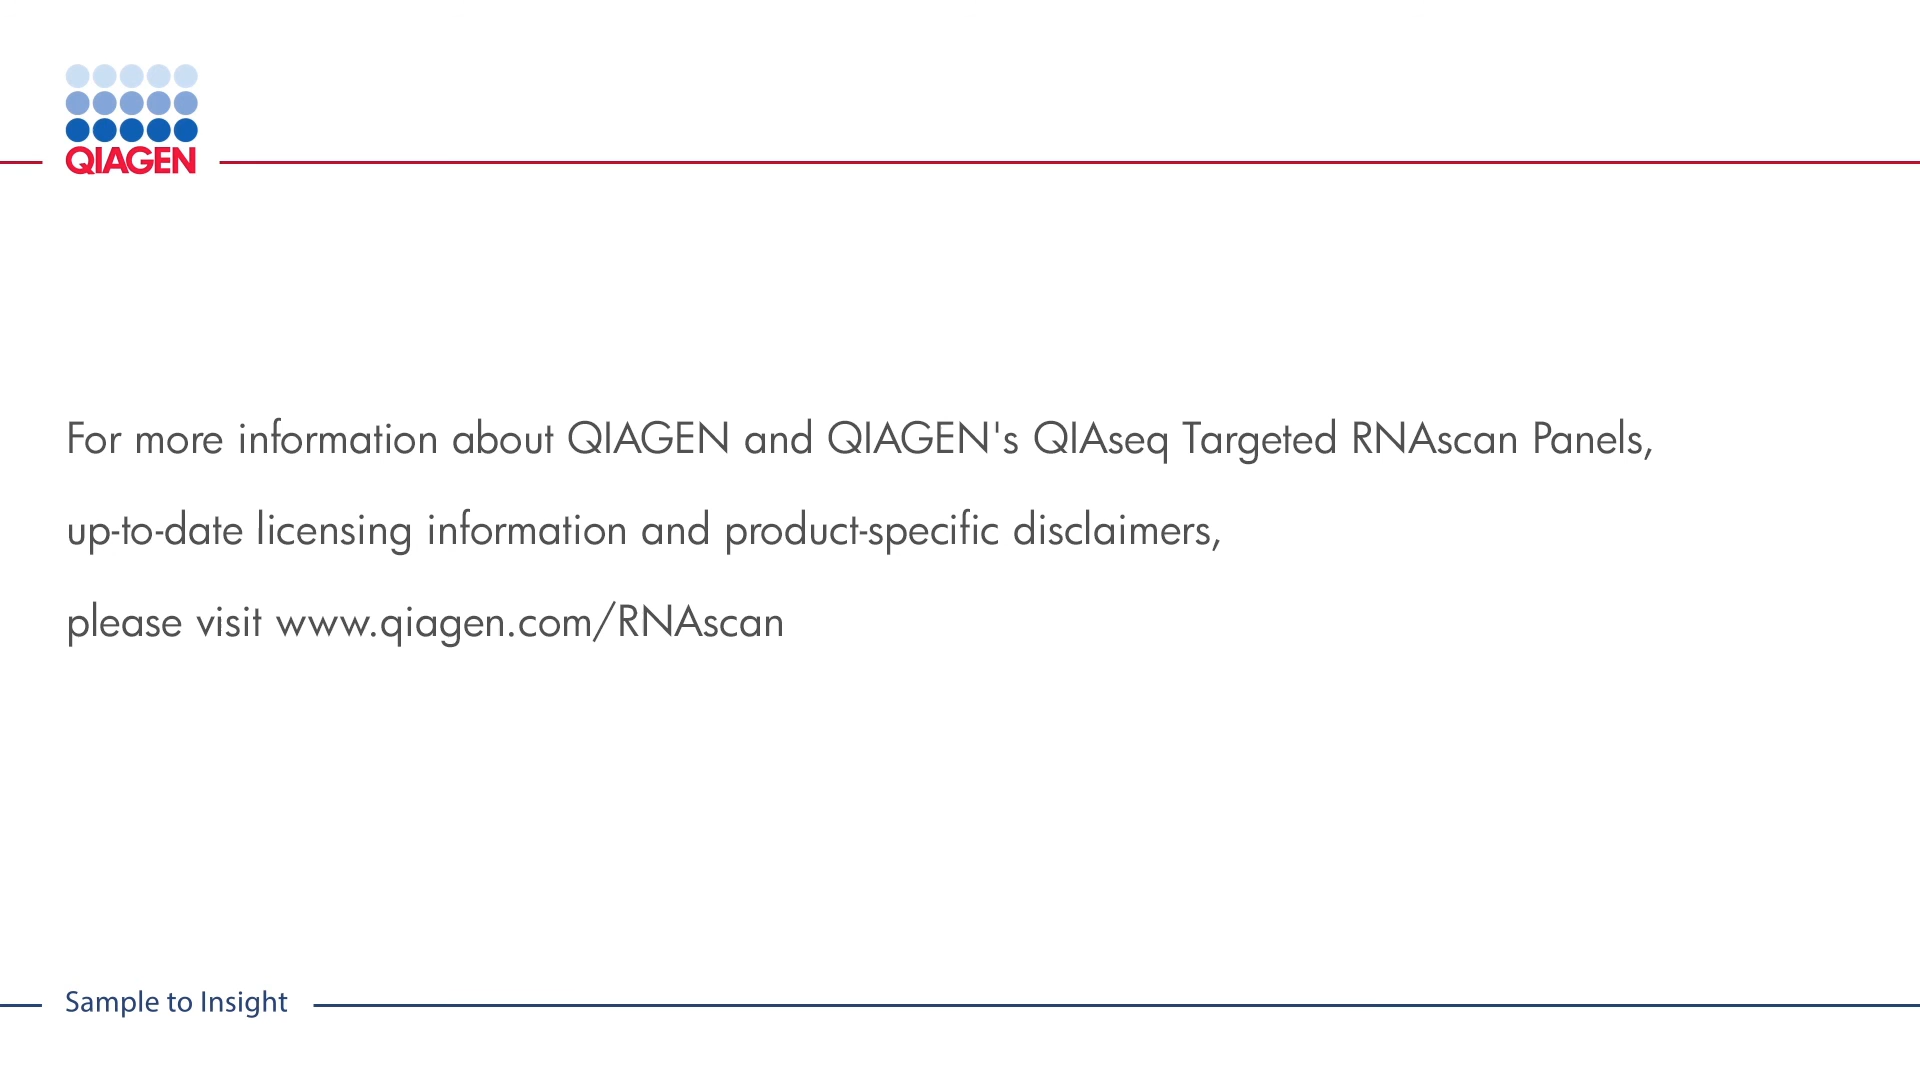 QIAGEN
For more information about QIAGEN and QIAGEN's QIAseq Targeted RNAscan Panels,
up-to-date licensing information and product-specific disclaimers,
please visit www.qiagen.com/RNAscan
Sample to Insight